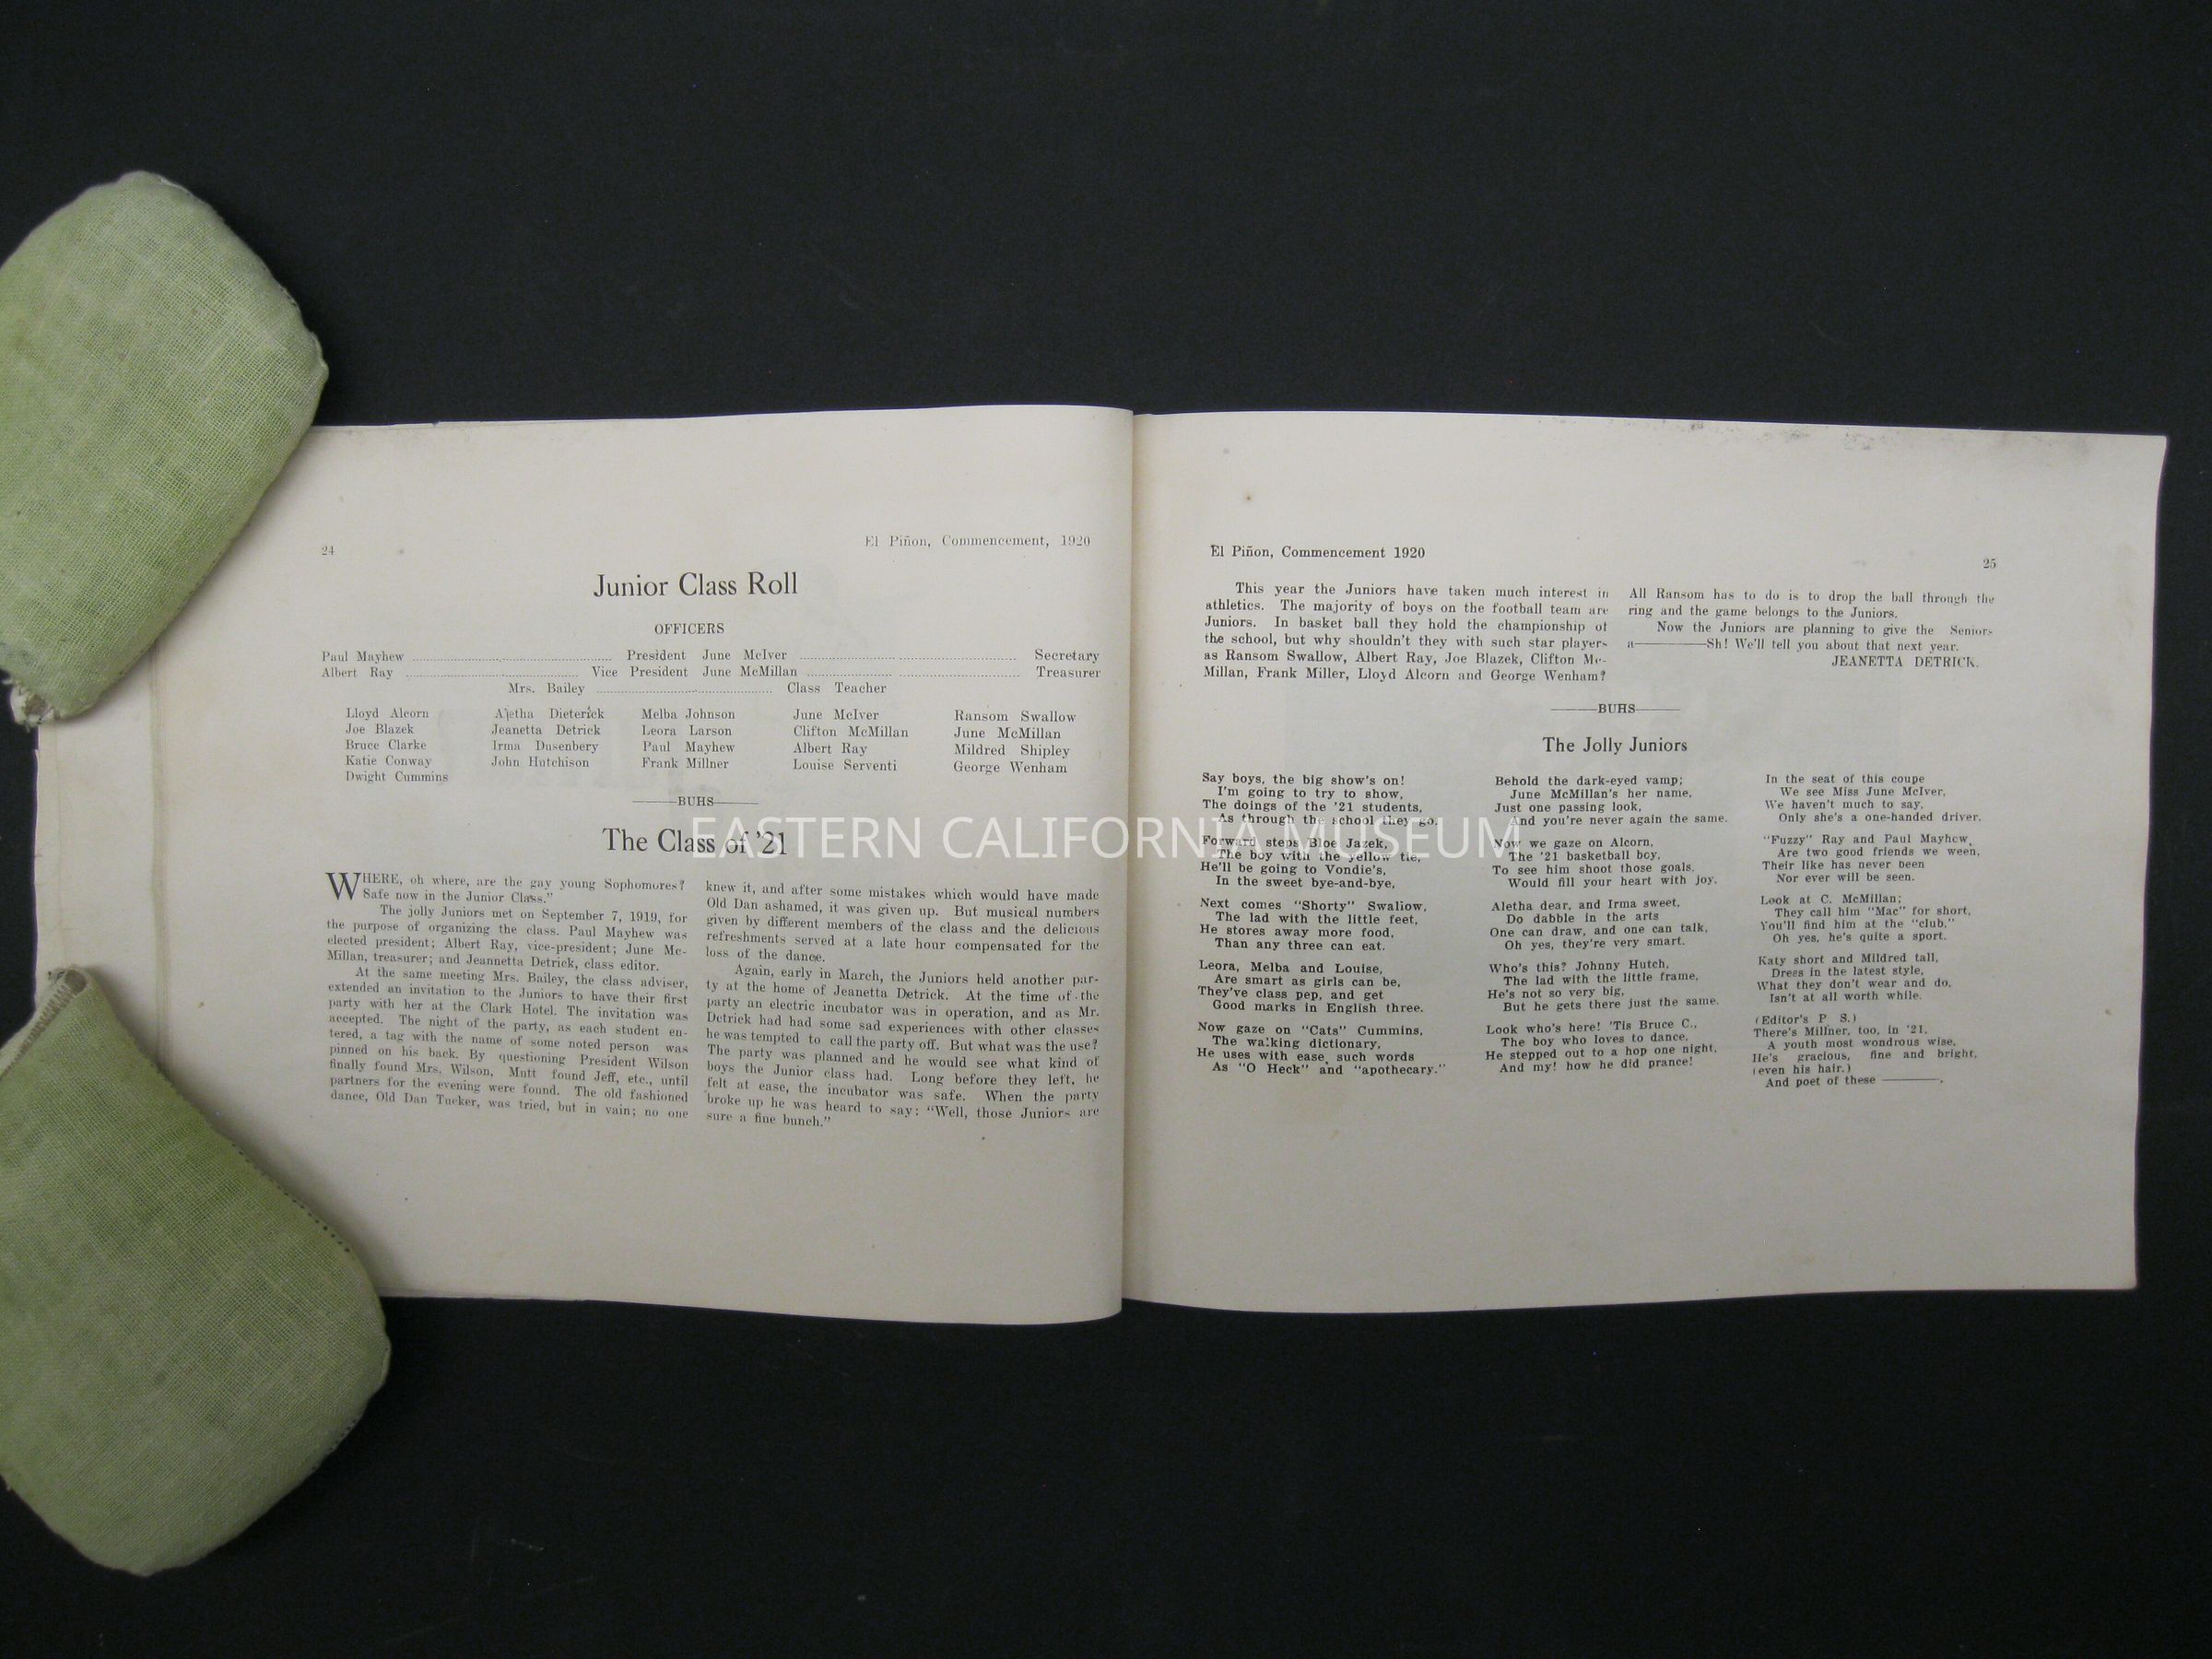 24
El Piñon, Commencement, 1920
Junior Class Roll
OFFICERS
Paul Mayhew President June McIver Secretary
Albert Ray Vice President June McMillan Treasurer
Mrs. Bailey Class Teacher
Lloyd Alcorn Aletha Dieterick Melba Johnson June McIver Ransom Swallow
Joe Blazek Jeanetta Detrick Leora Larson Clifton McMillan June McMillan
Bruce Clarke Irma Dusenbery Paul Mayhew Albert Ray Mildred Shipley
Katie Conway John Hutchison Frank Millner Louise Serventi George Wenham
Dwight Cummins
BUHS
The Class of '21
WHERE, oh where, are the gay young Sophomores?
Safe now in the Junior Class."
The jolly Juniors met on September 7, 1919, for
the purpose of organizing the class. Paul Mayhew was
elected president; Albert Ray, vice-president; June Mc-
Millan, treasurer; and Jeannetta Detrick, class editor.
At the same meeting Mrs. Bailey, the class adviser,
extended an invitation to the Juniors to have their first
party with her at the Clark Hotel. The invitation was
accepted. The night of the party, as each student en-
tered, a tag with the name of some noted person was
pinned on his back. By questioning President Wilson
finally found Mrs. Wilson, Mutt found Jeff, etc., until
partners for the evening were found. The old fashioned
dance, Old Dan Tucker, was tried, but in vain; no one
knew it, and after some mistakes which would have made
Old Dan ashamed, it was given up. But musical numbers
given by different members of the class and the delicious
refreshments served at a late hour compensated for the
loss of the dance.
Again, early in March, the Juniors held another par-
ty at the home of Jeanetta Detrick. At the time of the
party an electric incubator was in operation, and as Mr.
Detrick had had some sad experiences with other classes
he was tempted to call the party off. But what was the use?
The party was planned and he would see what kind of
boys the Junior class had. Long before they left, he
felt at ease, the incubator was safe. When the party
broke up he was heard to say: "Well, those Juniors are
sure a fine bunch."
El Piñon, Commencement 1920
25
This year the Juniors have taken much interest in
athletics. The majority of boys on the football team are
Juniors. In basket ball they hold the championship of
the school, but why shouldn't they with such star players
as Ransom Swallow, Albert Ray, Joe Blazek, Clifton Mc-
Millan, Frank Miller, Lloyd Alcorn and George Wenham?
All Ransom has to do is to drop the ball through the
ring and the game belongs to the Juniors.
Now the Juniors are planning to give the Seniors
a————Sh! We'll tell you about that next year.
JEANETTA DETRICK.
BUHS
The Jolly Juniors
Say boys, the big show's on!
I'm going to try to show,
The doings of the '21 students,
As through the school they go.
Forward steps Bloe Jazek,
The boy with the yellow tie,
He'll be going to Vondie's,
In the sweet bye-and-bye,
Next comes "Shorty" Swallow,
The lad with the little feet,
He stores away more food,
Than any three can eat.
Leora, Melba and Louise,
Are smart as girls can be,
They've class pep, and get
Good marks in English three.
Now gaze on "Cats" Cummins,
The walking dictionary,
He uses with ease, such words
As "O Heck" and "apothecary."
Behold the dark-eyed vamp;
June McMillan's her name,
Just one passing look,
And you're never again the same.
Now we gaze on Alcorn,
The '21 basketball boy,
To see him shoot those goals,
Would fill your heart with joy.
Aletha dear, and Irma sweet,
Do dabble in the arts
One can draw, and one can talk,
Oh yes, they're very smart.
Who's this? Johnny Hutch,
The lad with the little frame,
He's not so very big,
But he gets there just the same.
Look who's here! 'Tis Bruce C.,
The boy who loves to dance,
He stepped out to a hop one night,
And my! how he did prance!
In the seat of this coupe
We see Miss June McIver,
We haven't much to say,
Only she's a one-handed driver.
"Fuzzy" Ray and Paul Mayhew,
Are two good friends we ween,
Their like has never been
Nor ever will be seen.
Look at C. McMillan;
They call him "Mac" for short,
You'll find him at the "club,"
Oh yes, he's quite a sport.
Katy short and Mildred tall,
Dress in the latest style,
What they don't wear and do,
Isn't at all worth while.
(Editor's P S.)
There's Millner, too, in '21,
A youth most wondrous wise,
He's gracious, fine and bright,
(even his hair.)
And poet of these ———.
EASTERN CALIFORNIA MUSEUM